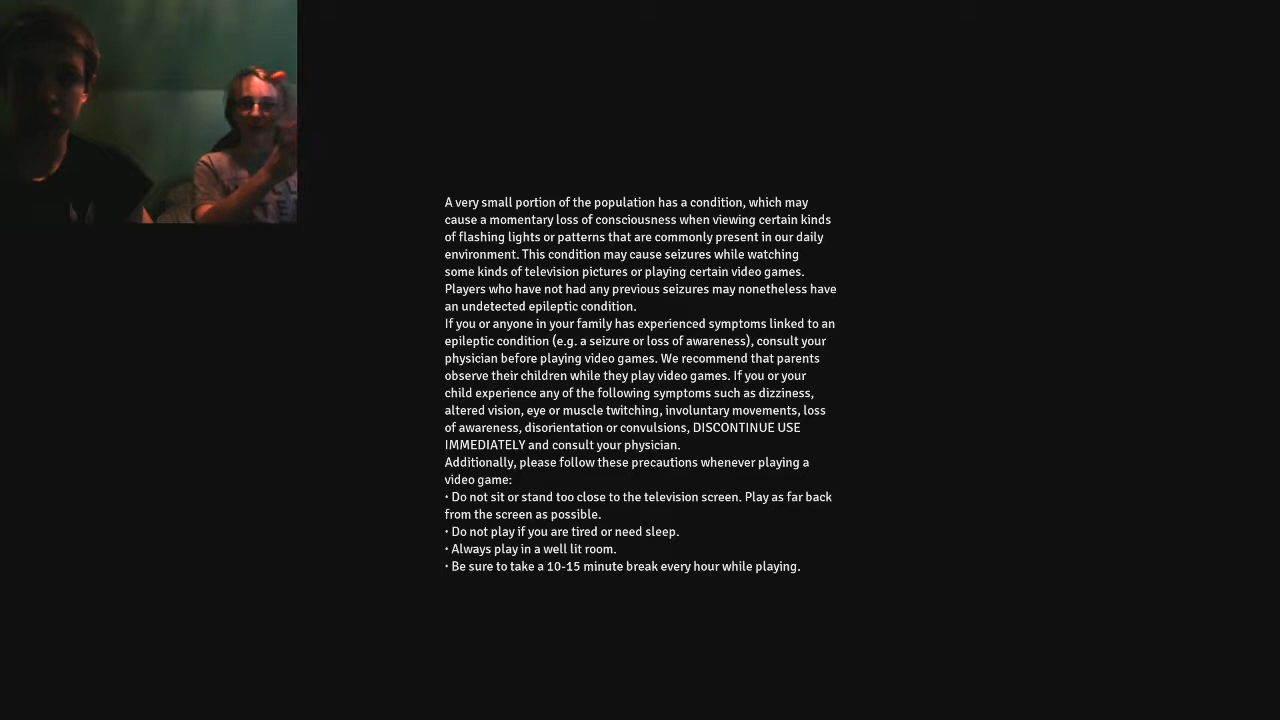 A very small portion of the population has a condition, which may
cause a momentary loss of consciousness when viewing certain kinds
of flashing lights or patterns that are commonly present in our daily
environment. This condition may cause seizures while watching
some kinds of television pictures or playing certain video games.
Players who have not had any previous seizures may nonetheless have
an undetected epileptic condition.
If you or anyone in your family has experienced symptoms linked to an
epileptic condition (e.g. a seizure or loss of awareness), consult your
physician before playing video games. We recommend that parents
observe their children while they play video games. If you or your
child experience any of the following symptoms such as dizziness,
altered vision, eye or muscle twitching, involuntary movements, loss
of awareness, disorientation or convulsions, DISCONTINUE USE
IMMEDIATELY and consult your physician.
Additionally, please follow these precautions whenever playing a
video game:
• Do not sit or stand too close to the television screen. Play as far back
from the screen as possible.
• Do not play if you are tired or need sleep.
• Always play in a well lit room.
• Be sure to take a 10-15 minute break every hour while playing.